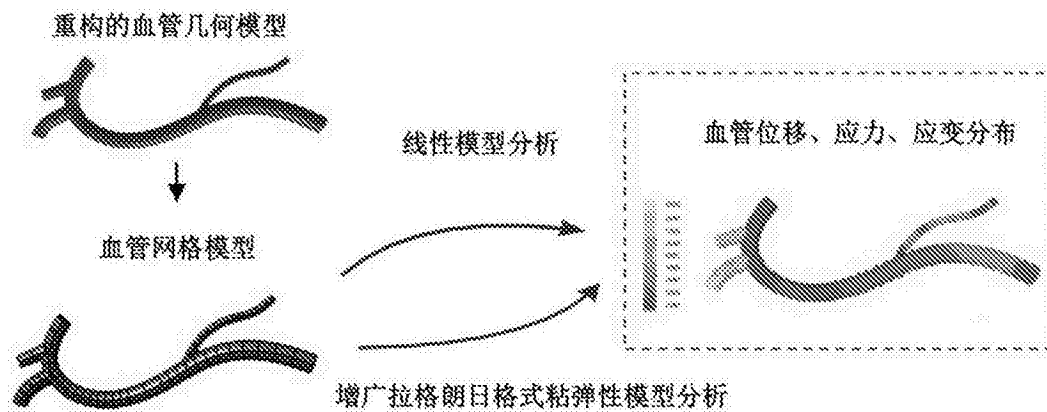 重构的血管几何模型
血管网格模型
线性模型分析
增广拉格朗日格式粘弹性模型分析
血管位移、应力、应变分布